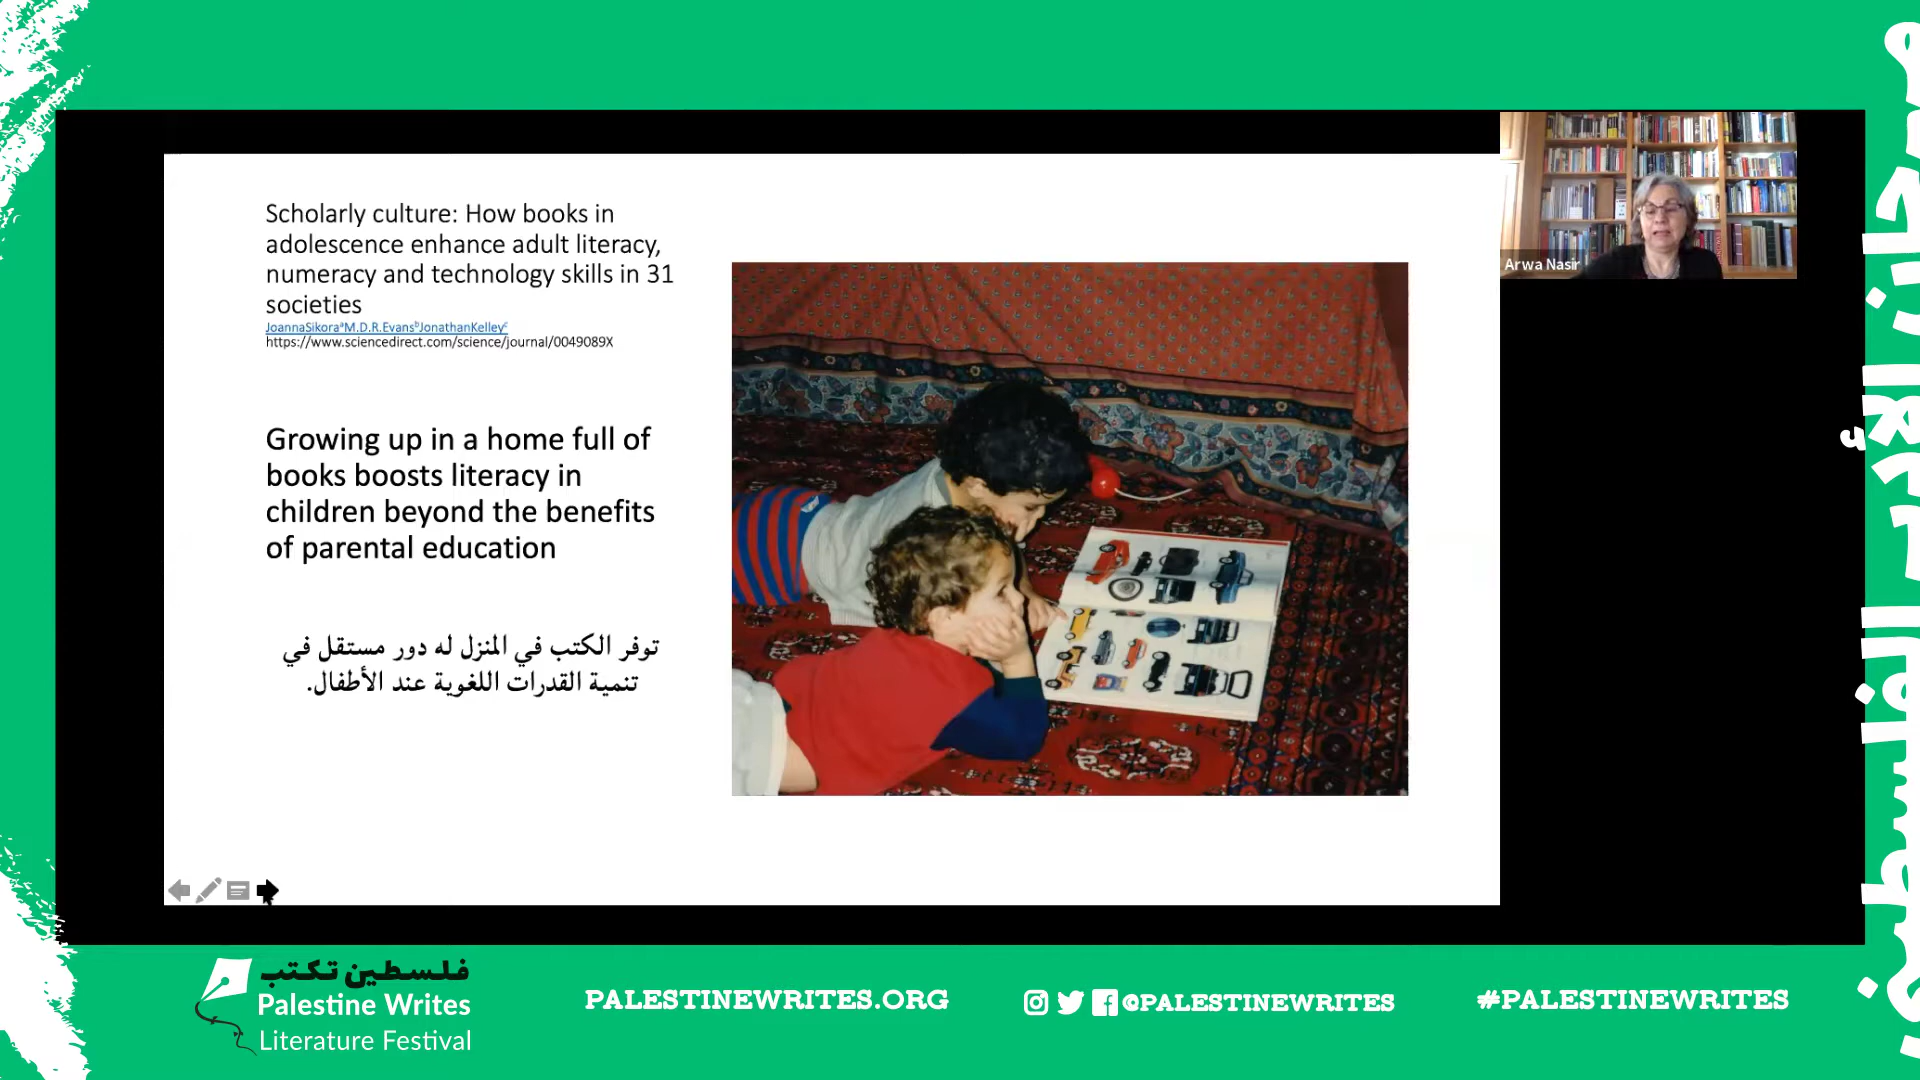 Scholarly culture: How books in
adolescence enhance adult literacy,
numeracy and technology skills in 31
societies
JoannaSikoraᵃM.D.R.EvansᵇJonathanKelleyᶜ
https://www.sciencedirect.com/science/journal/0049089X
Growing up in a home full of
books boosts literacy in
children beyond the benefits
of parental education
توفر الكتب في المنزل له دور مستقل في
تنمية القدرات اللغوية عند الأطفال.
Arwa Nasir
فلسطين تكتب
Palestine Writes
Literature Festival
PALESTINEWRITES.ORG
@PALESTINEWRITES
#PALESTINEWRITES